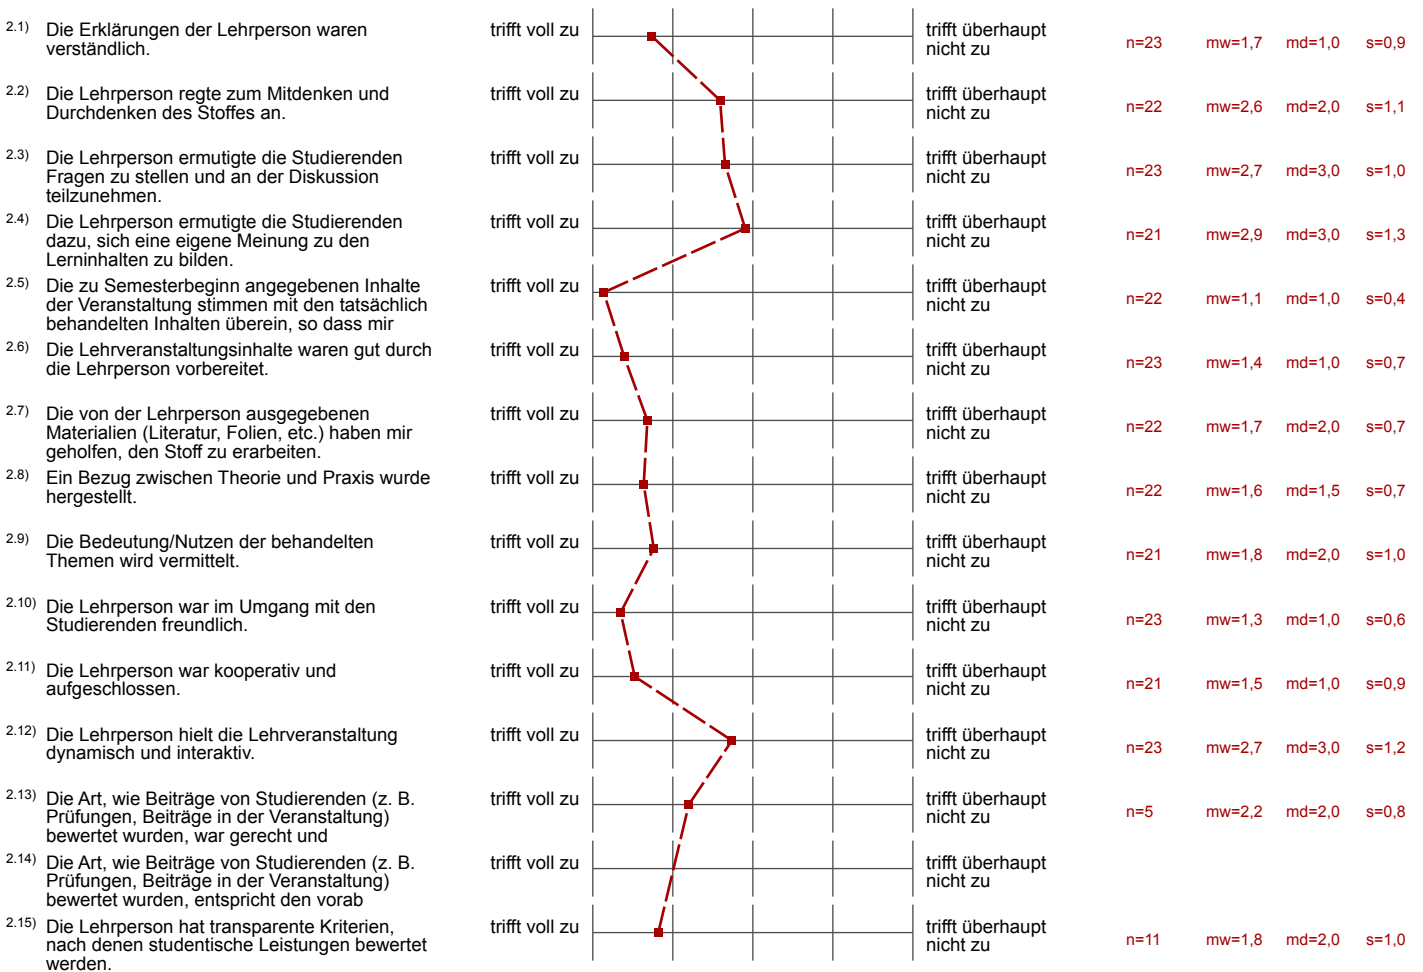 2.1) Die Erklärungen der Lehrperson waren
verständlich.
trifft voll zu
trifft überhaupt
nicht zu
n=23 mw=1,7 md=1,0 s=0,9
2.2) Die Lehrperson regte zum Mitdenken und
Durchdenken des Stoffes an.
trifft voll zu
trifft überhaupt
nicht zu
n=22 mw=2,6 md=2,0 s=1,1
2.3) Die Lehrperson ermutigte die Studierenden
Fragen zu stellen und an der Diskussion
teilzunehmen.
trifft voll zu
trifft überhaupt
nicht zu
n=23 mw=2,7 md=3,0 s=1,0
2.4) Die Lehrperson ermutigte die Studierenden
dazu, sich eine eigene Meinung zu den
Lerninhalten zu bilden.
trifft voll zu
trifft überhaupt
nicht zu
n=21 mw=2,9 md=3,0 s=1,3
2.5) Die zu Semesterbeginn angegebenen Inhalte
der Veranstaltung stimmen mit den tatsächlich
behandelten Inhalten überein, so dass mir
trifft voll zu
trifft überhaupt
nicht zu
n=22 mw=1,1 md=1,0 s=0,4
2.6) Die Lehrveranstaltungsinhalte waren gut durch
die Lehrperson vorbereitet.
trifft voll zu
trifft überhaupt
nicht zu
n=23 mw=1,4 md=1,0 s=0,7
2.7) Die von der Lehrperson ausgegebenen
Materialien (Literatur, Folien, etc.) haben mir
geholfen, den Stoff zu erarbeiten.
trifft voll zu
trifft überhaupt
nicht zu
n=22 mw=1,7 md=2,0 s=0,7
2.8) Ein Bezug zwischen Theorie und Praxis wurde
hergestellt.
trifft voll zu
trifft überhaupt
nicht zu
n=22 mw=1,6 md=1,5 s=0,7
2.9) Die Bedeutung/Nutzen der behandelten
Themen wird vermittelt.
trifft voll zu
trifft überhaupt
nicht zu
n=21 mw=1,8 md=2,0 s=1,0
2.10) Die Lehrperson war im Umgang mit den
Studierenden freundlich.
trifft voll zu
trifft überhaupt
nicht zu
n=23 mw=1,3 md=1,0 s=0,6
2.11) Die Lehrperson war kooperativ und
aufgeschlossen.
trifft voll zu
trifft überhaupt
nicht zu
n=21 mw=1,5 md=1,0 s=0,9
2.12) Die Lehrperson hielt die Lehrveranstaltung
dynamisch und interaktiv.
trifft voll zu
trifft überhaupt
nicht zu
n=23 mw=2,7 md=3,0 s=1,2
2.13) Die Art, wie Beiträge von Studierenden (z. B.
Prüfungen, Beiträge in der Veranstaltung)
bewertet wurden, war gerecht und
trifft voll zu
trifft überhaupt
nicht zu
n=5 mw=2,2 md=2,0 s=0,8
2.14) Die Art, wie Beiträge von Studierenden (z. B.
Prüfungen, Beiträge in der Veranstaltung)
bewertet wurden, entspricht den vorab
trifft voll zu
trifft überhaupt
nicht zu
2.15) Die Lehrperson hat transparente Kriterien,
nach denen studentische Leistungen bewertet
werden.
trifft voll zu
trifft überhaupt
nicht zu
n=11 mw=1,8 md=2,0 s=1,0